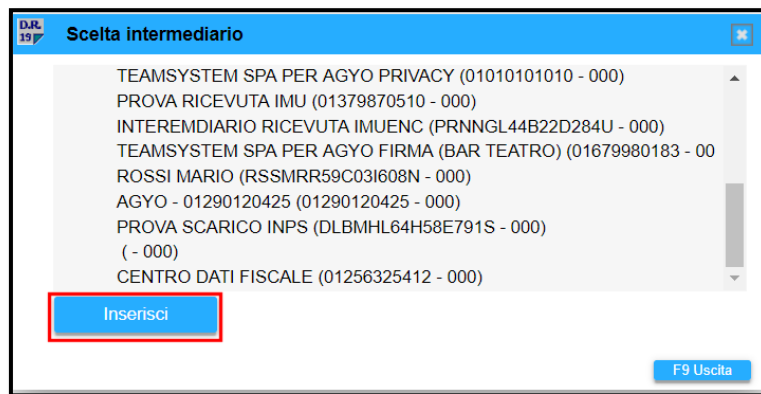 D.R.
19
Scelta intermediario
TEAMSYSTEM SPA PER AGYO PRIVACY (01010101010 - 000)
PROVA RICEVUTA IMU (01379870510 - 000)
INTEREMDIARIO RICEVUTA IMUENC (PRNNGL44B22D284U - 000)
TEAMSYSTEM SPA PER AGYO FIRMA (BAR TEATRO) (01679980183 - 00
ROSSI MARIO (RSSMRR59C03I608N - 000)
AGYO - 01290120425 (01290120425 - 000)
PROVA SCARICO INPS (DLBMHL64H58E791S - 000)
( - 000)
CENTRO DATI FISCALE (01256325412 - 000)
Inserisci
F9 Uscita